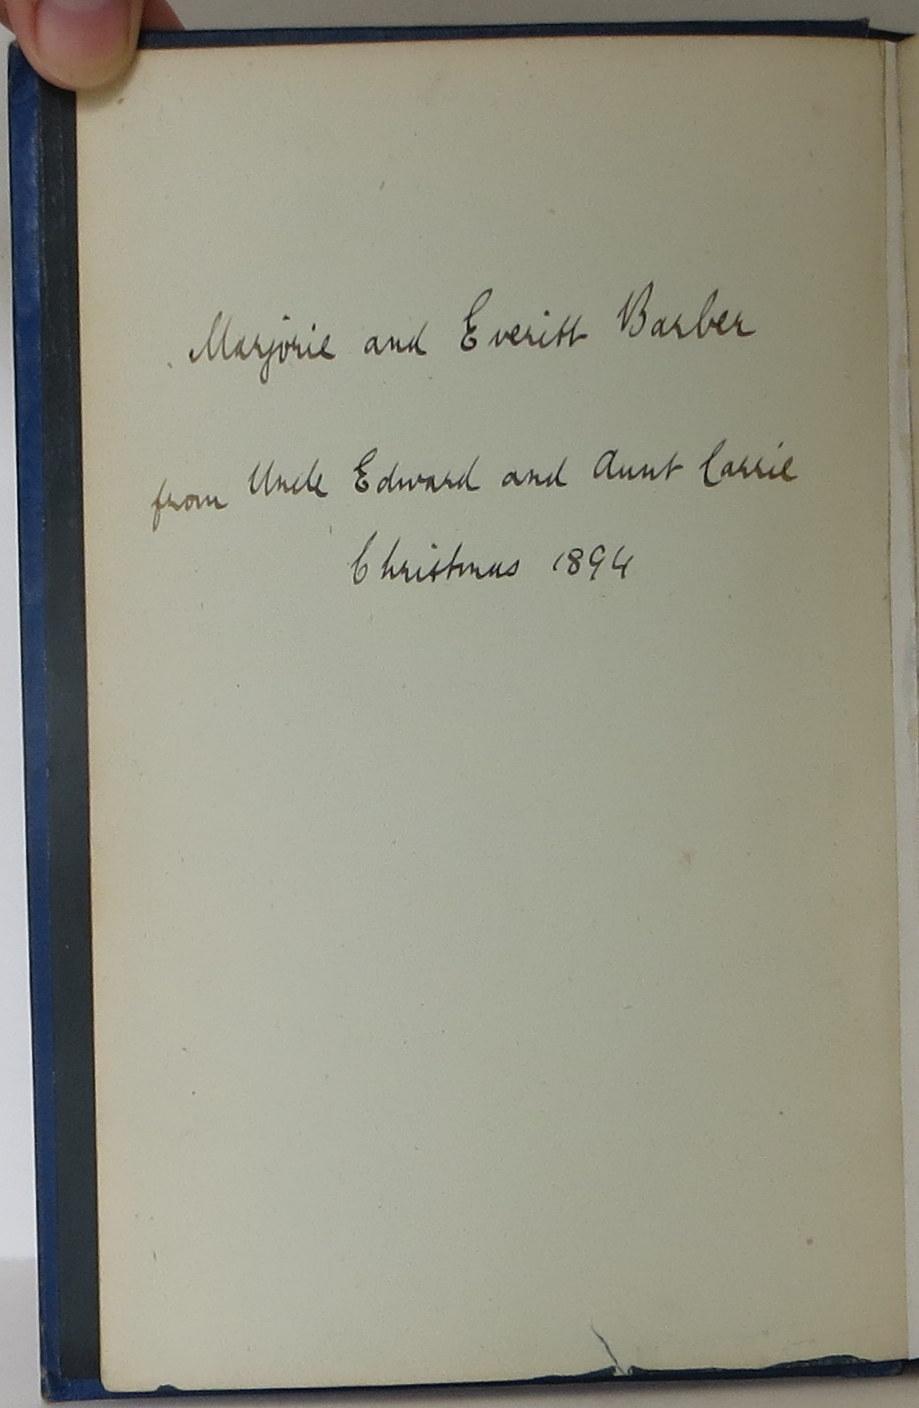 Marjorie and Everitt Barber
from Uncle Edward and Aunt Carrie
Christmas 1894